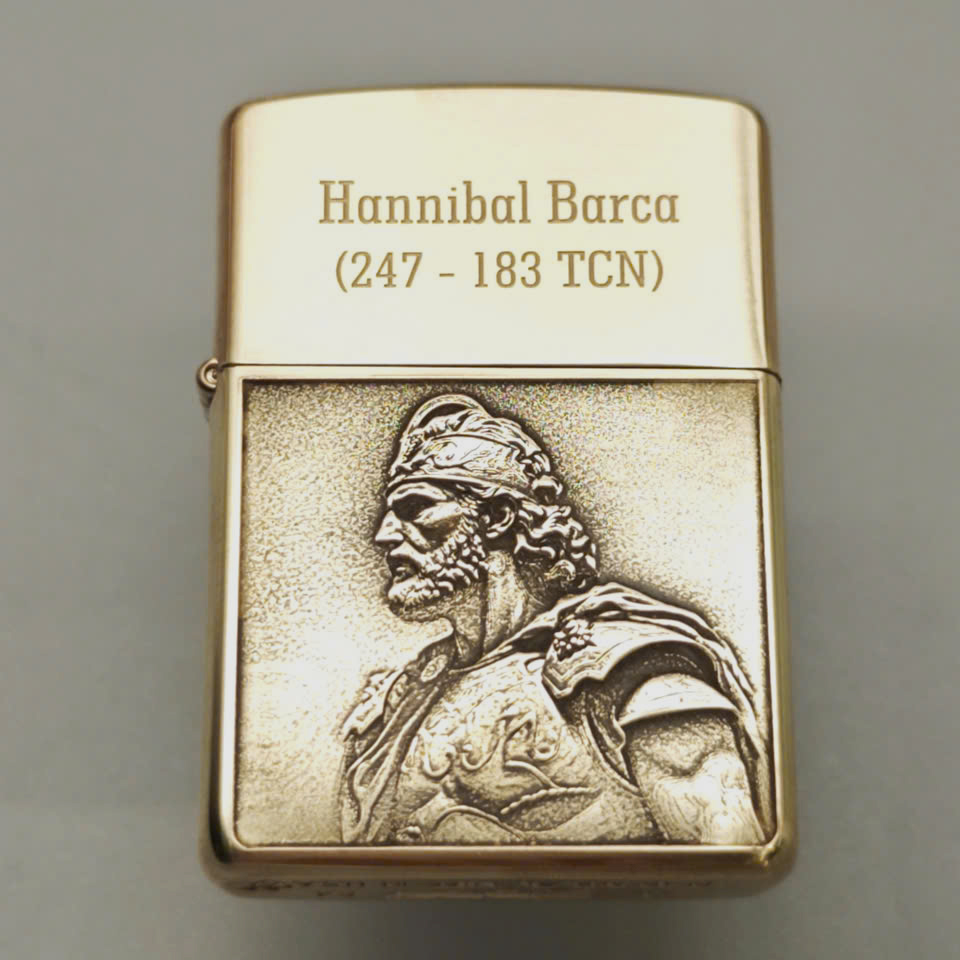 Hannibal Barca
(247 - 183 TCN)